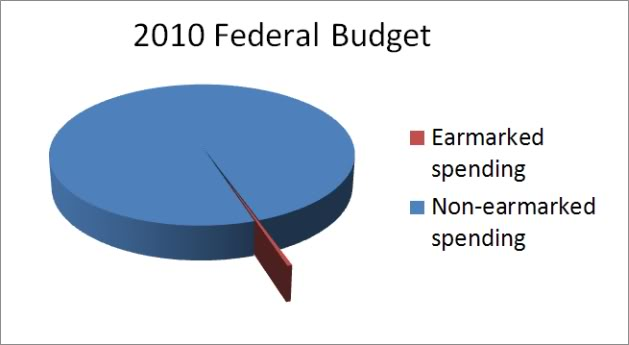 2010 Federal Budget
Earmarked
spending
Non-earmarked
spending